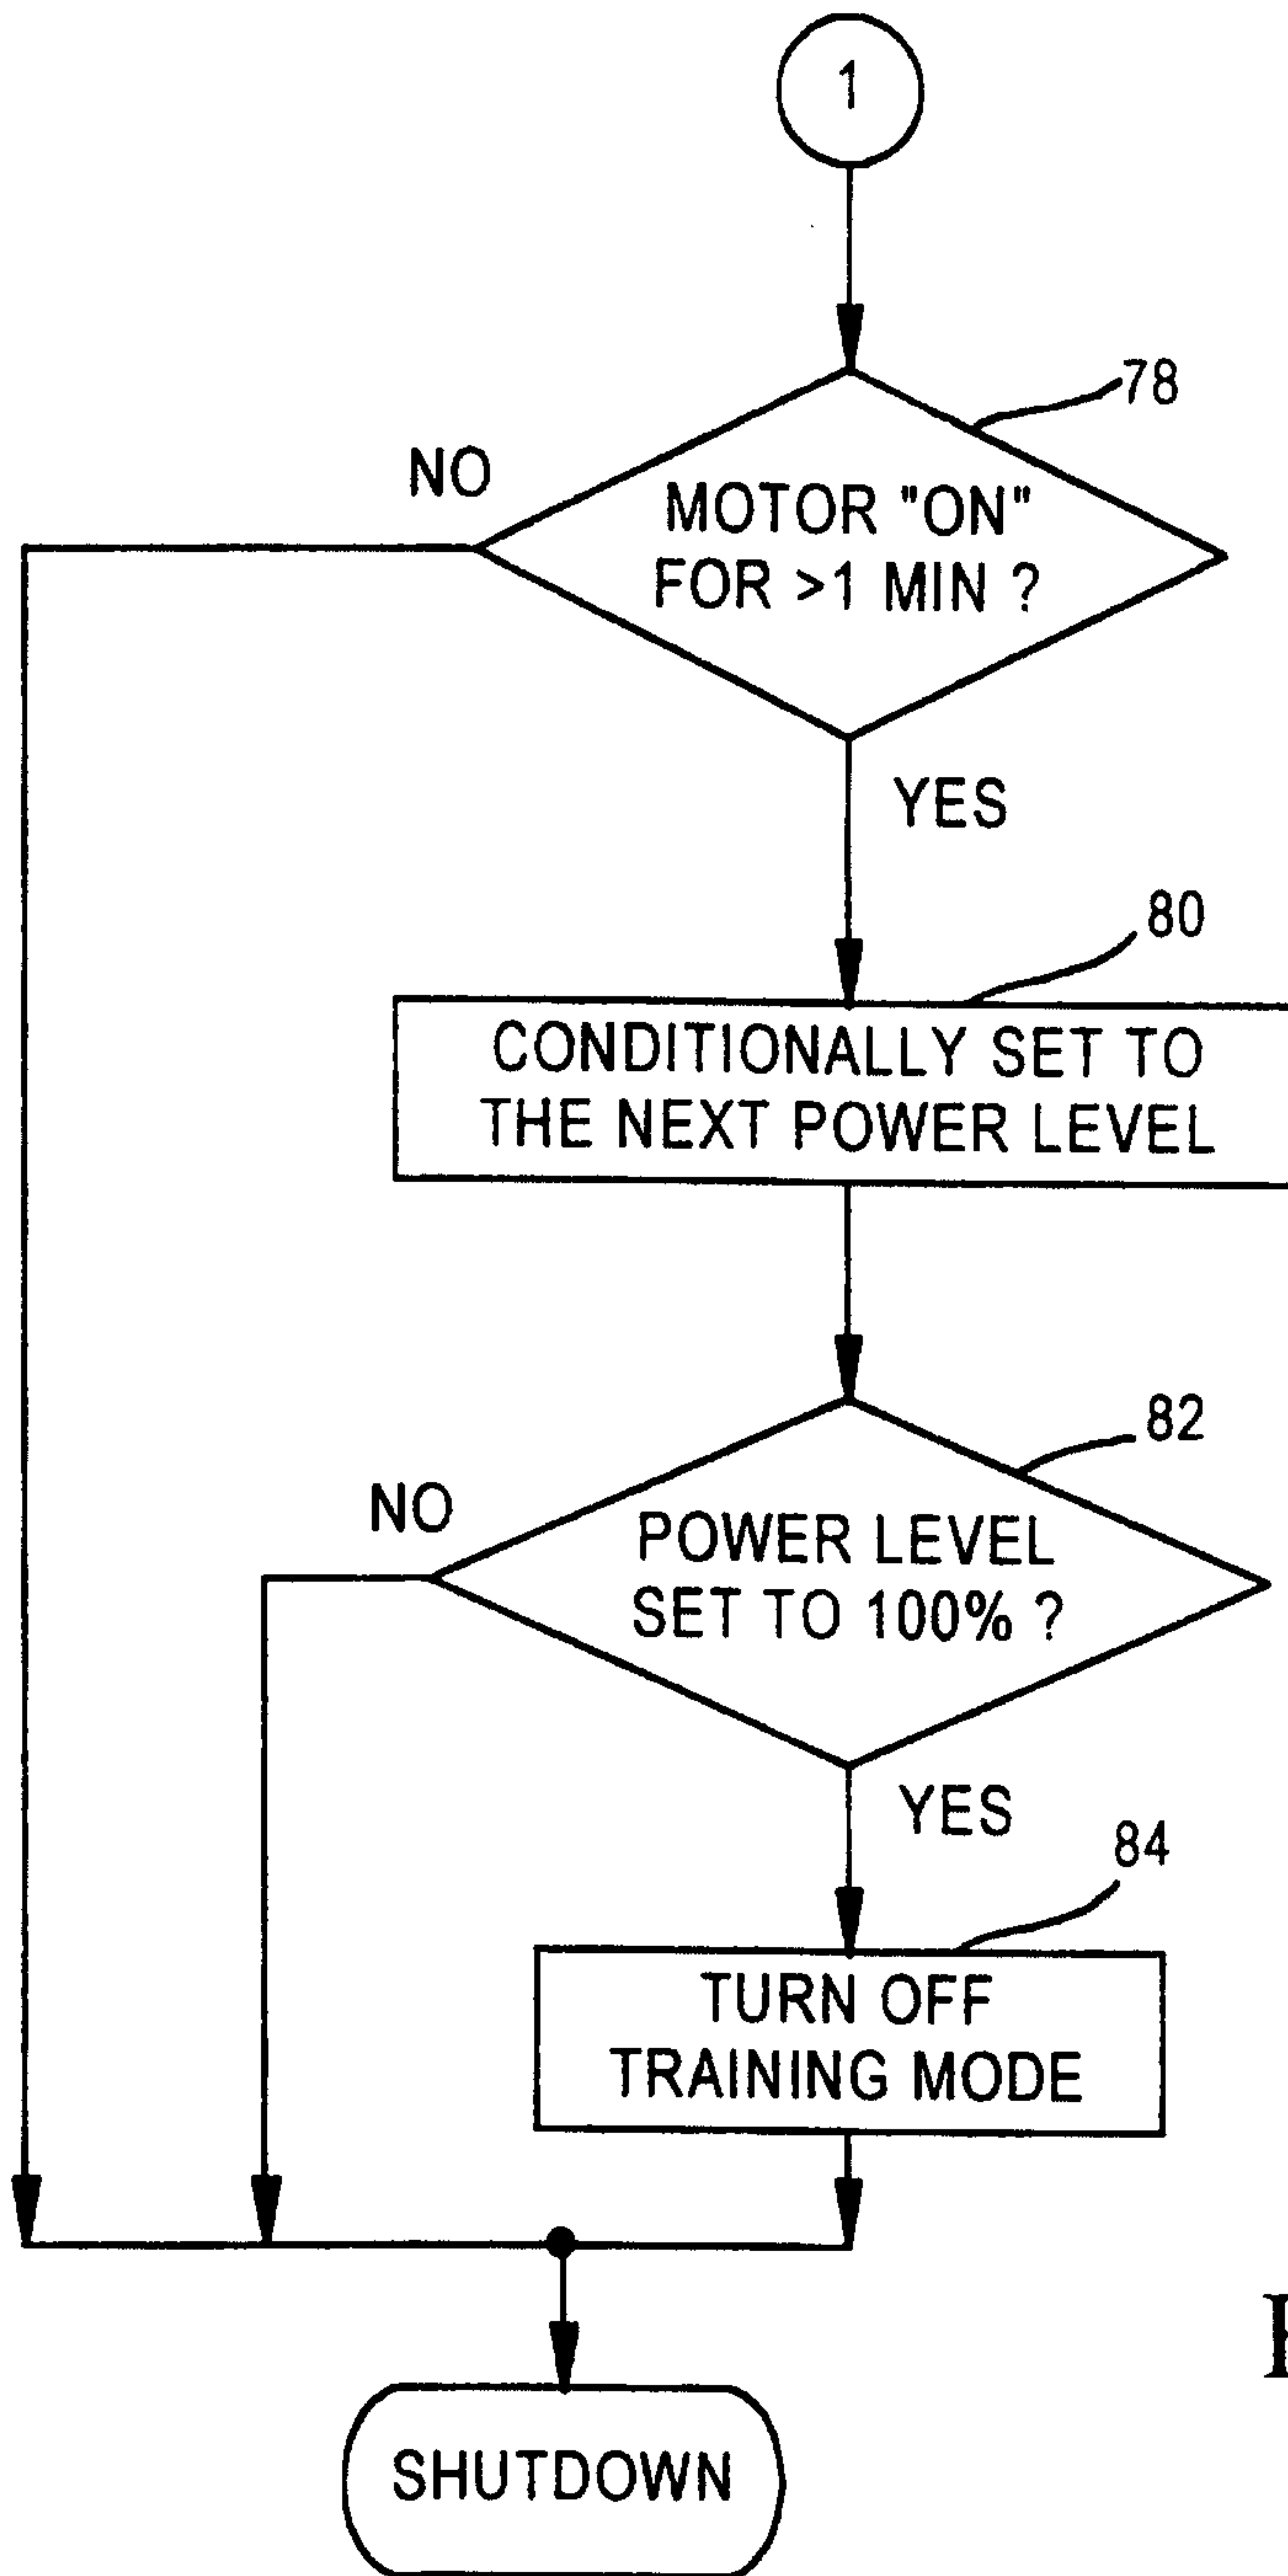 1
78
NO
MOTOR "ON"
FOR >1 MIN ?
YES
80
CONDITIONALLY SET TO
THE NEXT POWER LEVEL
82
NO
POWER LEVEL
SET TO 100% ?
YES
84
TURN OFF
TRAINING MODE
SHUTDOWN